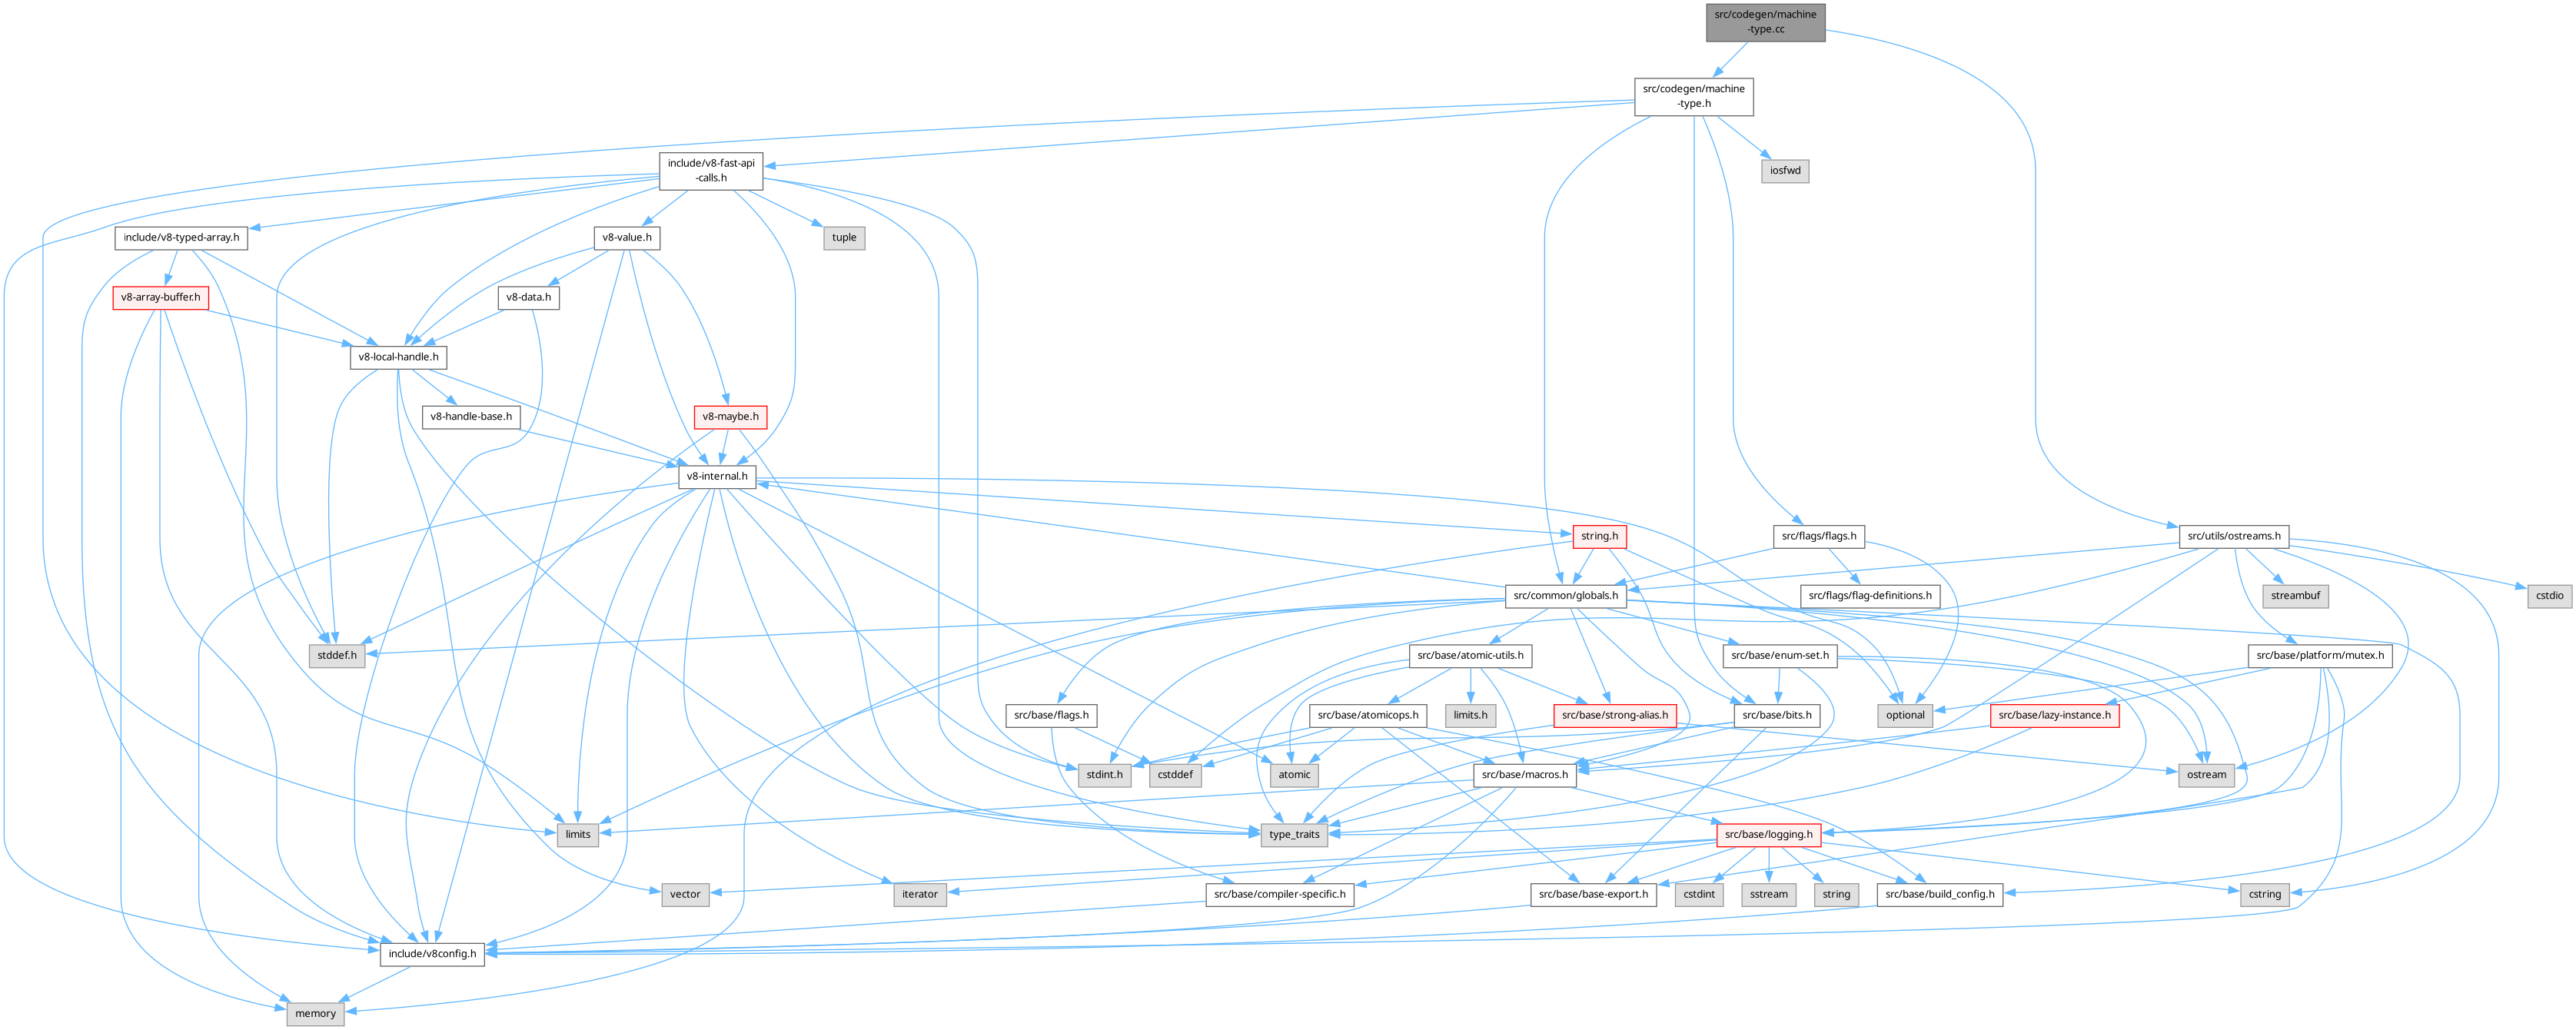 src/codegen/machine
-type.cc
src/codegen/machine
-type.h
include/v8-fast-api
-calls.h
iosfwd
include/v8-typed-array.h
v8-value.h
tuple
v8-array-buffer.h
v8-data.h
v8-local-handle.h
v8-handle-base.h
v8-maybe.h
v8-internal.h
string.h
src/flags/flags.h
src/utils/ostreams.h
src/common/globals.h
src/flags/flag-definitions.h
streambuf
cstdio
stddef.h
src/base/atomic-utils.h
src/base/enum-set.h
src/base/platform/mutex.h
src/base/flags.h
src/base/atomicops.h
limits.h
src/base/strong-alias.h
src/base/bits.h
optional
src/base/lazy-instance.h
stdint.h
cstddef
atomic
src/base/macros.h
ostream
limits
type_traits
src/base/logging.h
vector
iterator
src/base/compiler-specific.h
src/base/base-export.h
cstdint
sstream
string
src/base/build_config.h
cstring
include/v8config.h
memory